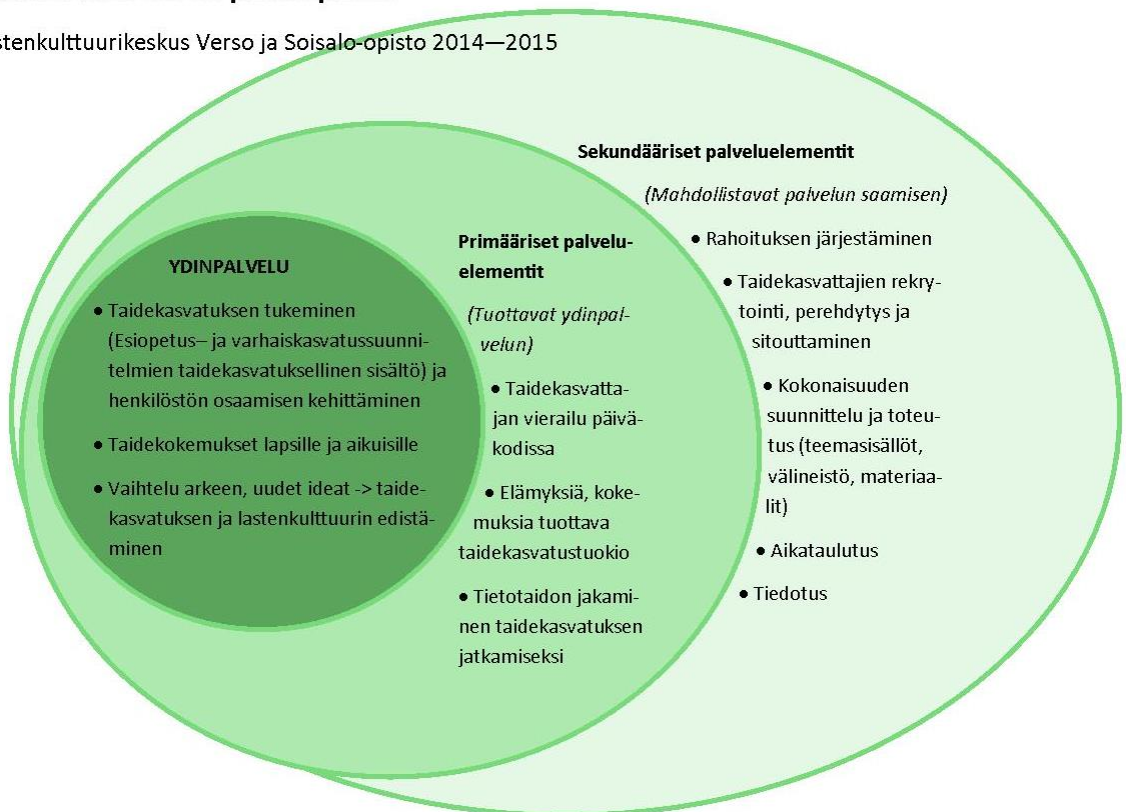 stenkulttuurikeskus Verso ja Soisalo-opisto 2014—2015
YDINPALVELU
• Taidekasvatuksen tukeminen
(Esiopetus– ja varhaiskasvatussuunni-
telmien taidekasvatuksellinen sisältö) ja
henkilöstön osaamisen kehittäminen
• Taidekokemukset lapsille ja aikuisille
• Vaihtelu arkeen, uudet ideat -> taide-
kasvatuksen ja lastenkulttuurin edistä-
minen
Primääriset palvelu-
elementit
(Tuottavat ydinpal-
velun)
• Taidekasvatta-
jan vierailu päivä-
kodissa
• Elämyksiä, koke-
muksia tuottava
taidekasvatustuokio
• Tietotaidon jakami-
nen taidekasvatuksen
jatkamiseksi
Sekundääriset palveluelementit
(Mahdollistavat palvelun saamisen)
• Rahoituksen järjestäminen
• Taidekasvattajien rekry-
tointi, perehdytys ja
sitouttaminen
• Kokonaisuuden
suunnittelu ja toteu-
tus (teemasisällöt,
välineistö, materiaa-
lit)
• Aikataulutus
• Tiedotus